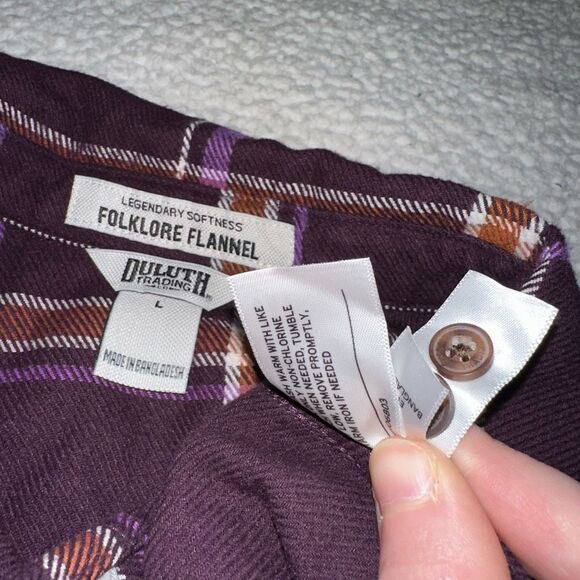 LEGENDARY SOFTNESS
FOLKLORE FLANNEL
DULUTH
TRADING
L
MADE IN BANGLADESH
WARM WITH LIKE
NON-CHLORINE
NEEDED, TUMBLE
REMOVE PROMPTLY,
IRON IF NEEDED